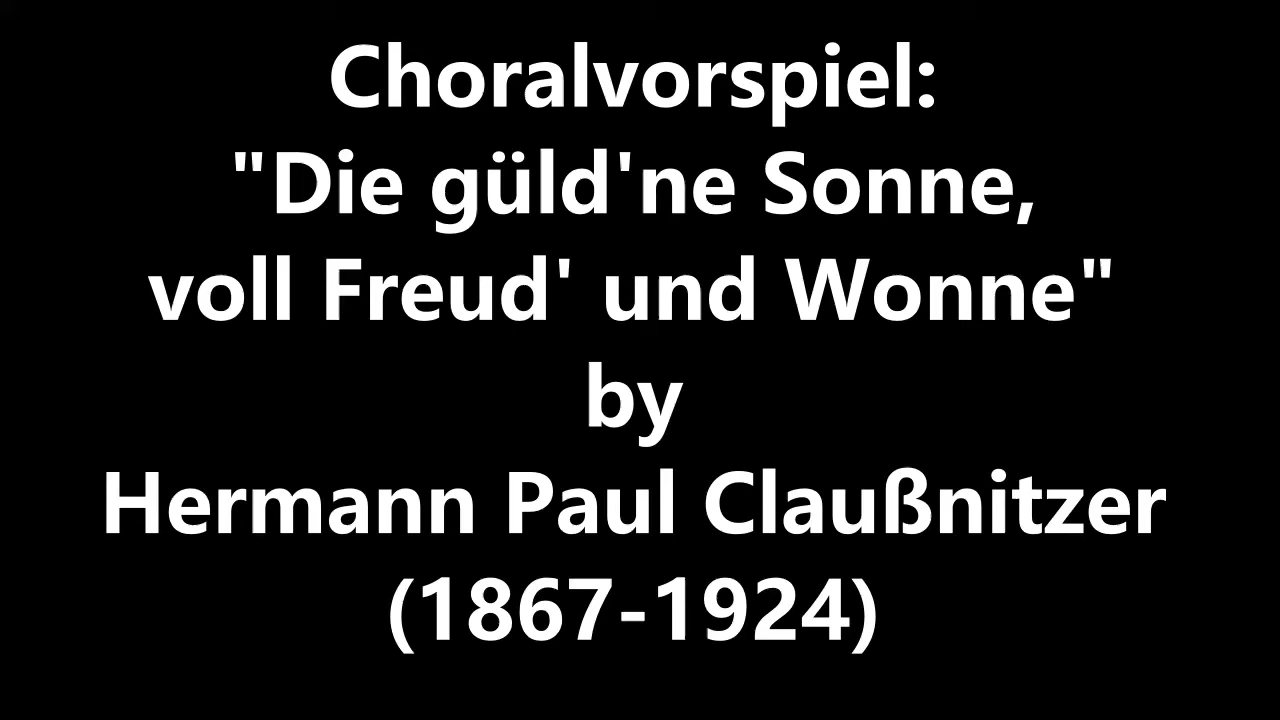 Choralvorspiel:
"Die güld'ne Sonne,
voll Freud' und Wonne"
by
Hermann Paul Claußnitzer
(1867-1924)